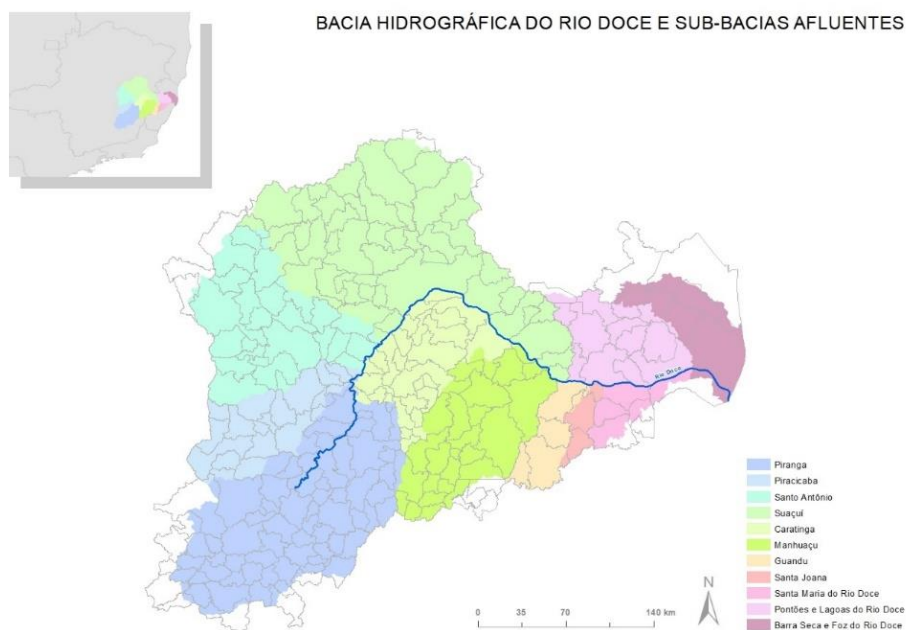 BACIA HIDROGRÁFICA DO RIO DOCE E SUB-BACIAS AFLUENTES
Rio Doce
Piranga
Piracicaba
Santo Antônio
Suaçuí
Caratinga
Manhuaçu
Guandu
Santa Joana
Santa Maria do Rio Doce
Pontões e Lagoas do Rio Doce
Barra Seca e Foz do Rio Doce
N
0 35 70 140 km